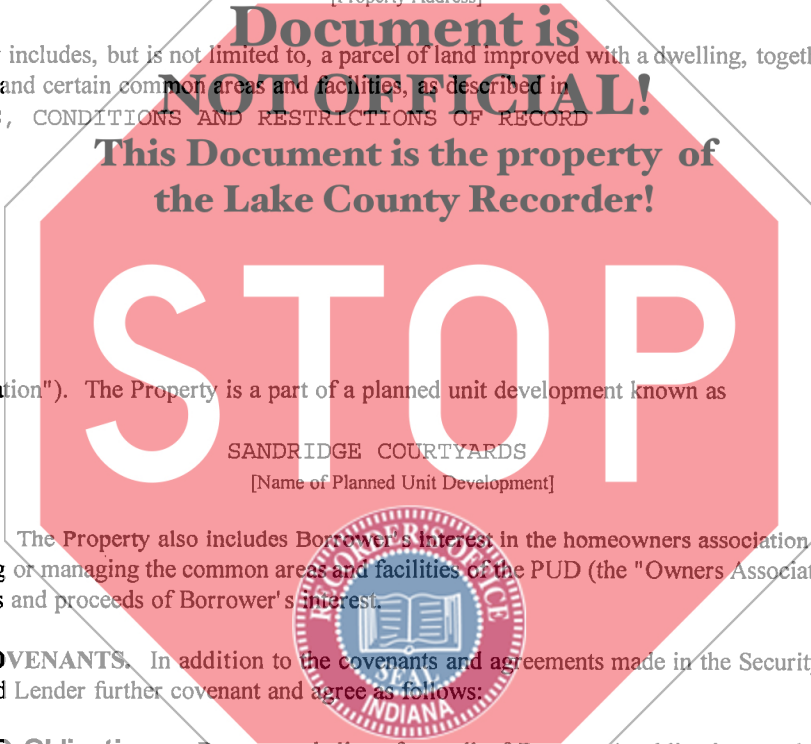 [Property Address]
Document is
includes, but is not limited to, a parcel of land improved with a dwelling,
and certain common areas and facilities, as described in
NOT OFFICIAL!
, CONDITIONS AND RESTRICTIONS OF RECORD
This Document is the property of
the Lake County Recorder!
STOP
tion"). The Property is a part of a planned unit development known as
SANDRIDGE COURTYARDS
[Name of Planned Unit Development]
The Property also includes Borrower's interest in the homeowners association
or managing the common areas and facilities of the PUD (the "Owners Associat
and proceeds of Borrower's interest.
OVENANTS. In addition to the covenants and agreements made in the Security
Lender further covenant and agree as follows:
RECORDER'S OFFICE
SEAL
INDIANA